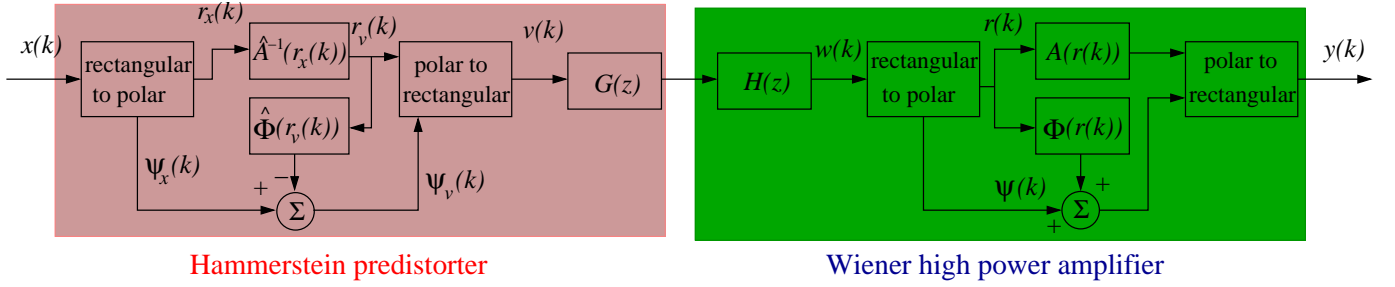 x(k)
rectangular
to polar
r_x(k)
Â⁻¹(r_x(k))
r_v(k)
Φ̂(r_v(k))
ψ_x(k)
+
−
Σ
ψ_v(k)
polar to
rectangular
v(k)
G(z)
H(z)
w(k)
rectangular
to polar
r(k)
A(r(k))
Φ(r(k))
ψ(k)
+
+
Σ
polar to
rectangular
y(k)
Hammerstein predistorter
Wiener high power amplifier